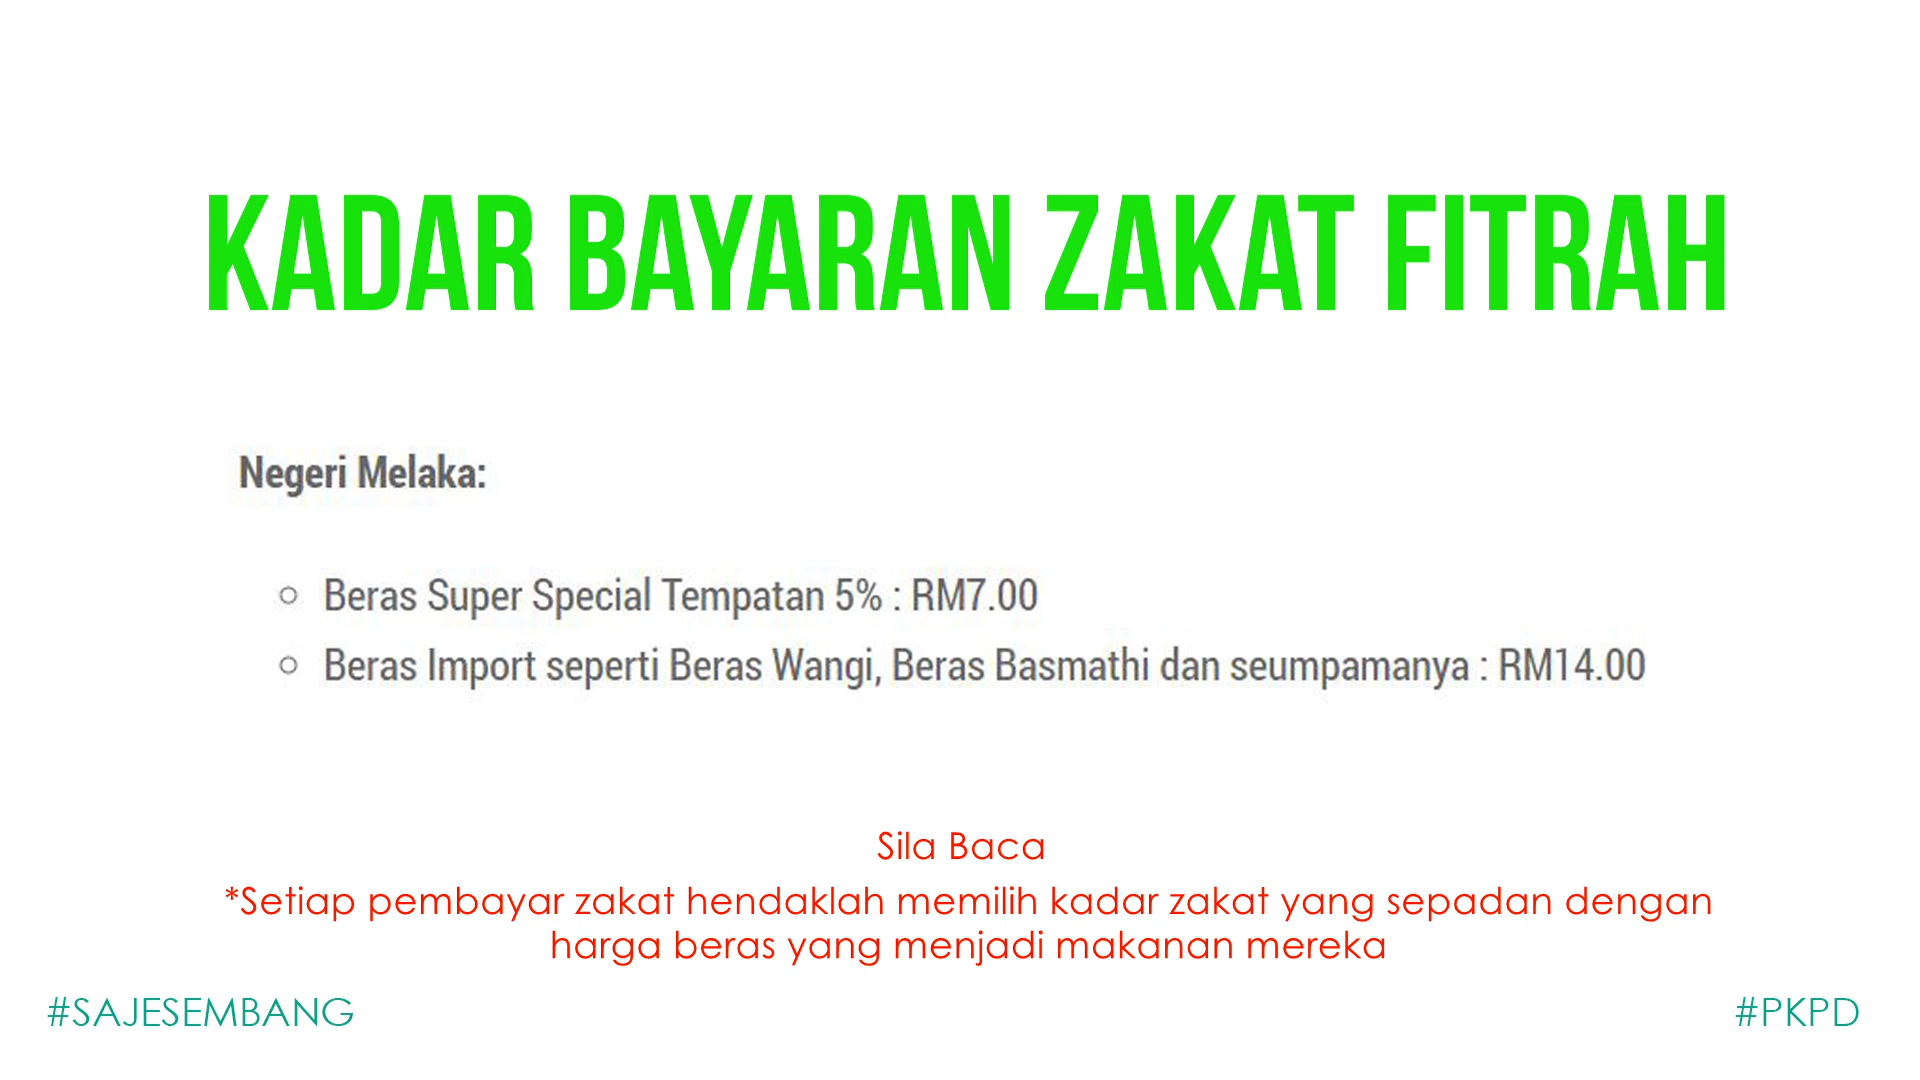 KADAR BAYARAN ZAKAT FITRAH
Negeri Melaka:
○ Beras Super Special Tempatan 5% : RM7.00
○ Beras Import seperti Beras Wangi, Beras Basmathi dan seumpamanya : RM14.00
Sila Baca
*Setiap pembayar zakat hendaklah memilih kadar zakat yang sepadan dengan
harga beras yang menjadi makanan mereka
#SAJESEMBANG
#PKPD